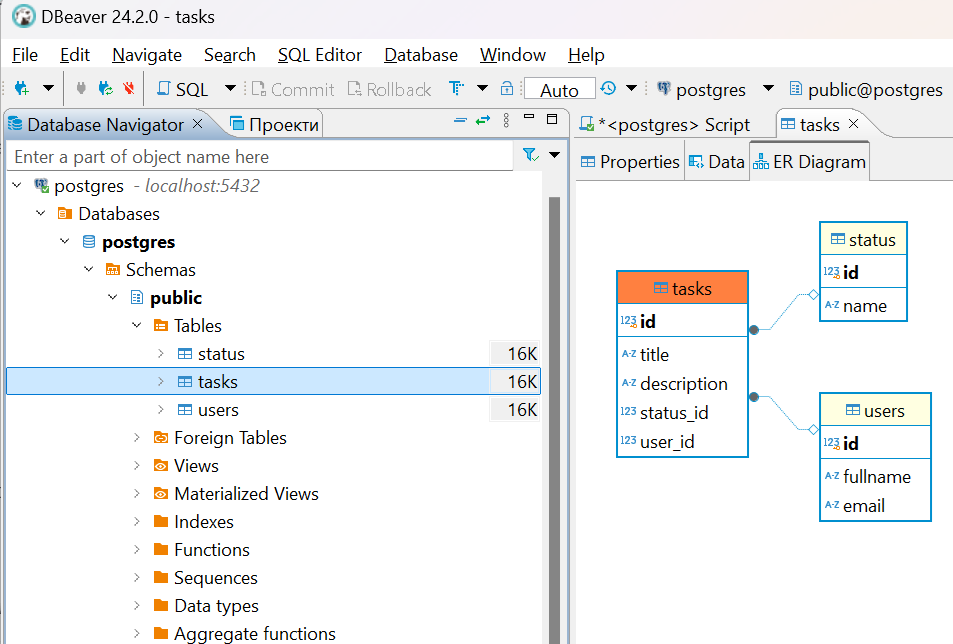 DBeaver 24.2.0 - tasks
File Edit Navigate Search SQL Editor Database Window Help
SQL Commit Rollback Auto postgres public@postgres
Database Navigator Проекти
Enter a part of object name here
postgres - localhost:5432
Databases
postgres
Schemas
public
Tables
status 16K
tasks 16K
users 16K
Foreign Tables
Views
Materialized Views
Indexes
Functions
Sequences
Data types
Aggregate functions
*<postgres> Script tasks
Properties Data ER Diagram
tasks
123 id
A-Z title
A-Z description
123 status_id
123 user_id
status
123 id
A-Z name
users
123 id
A-Z fullname
A-Z email